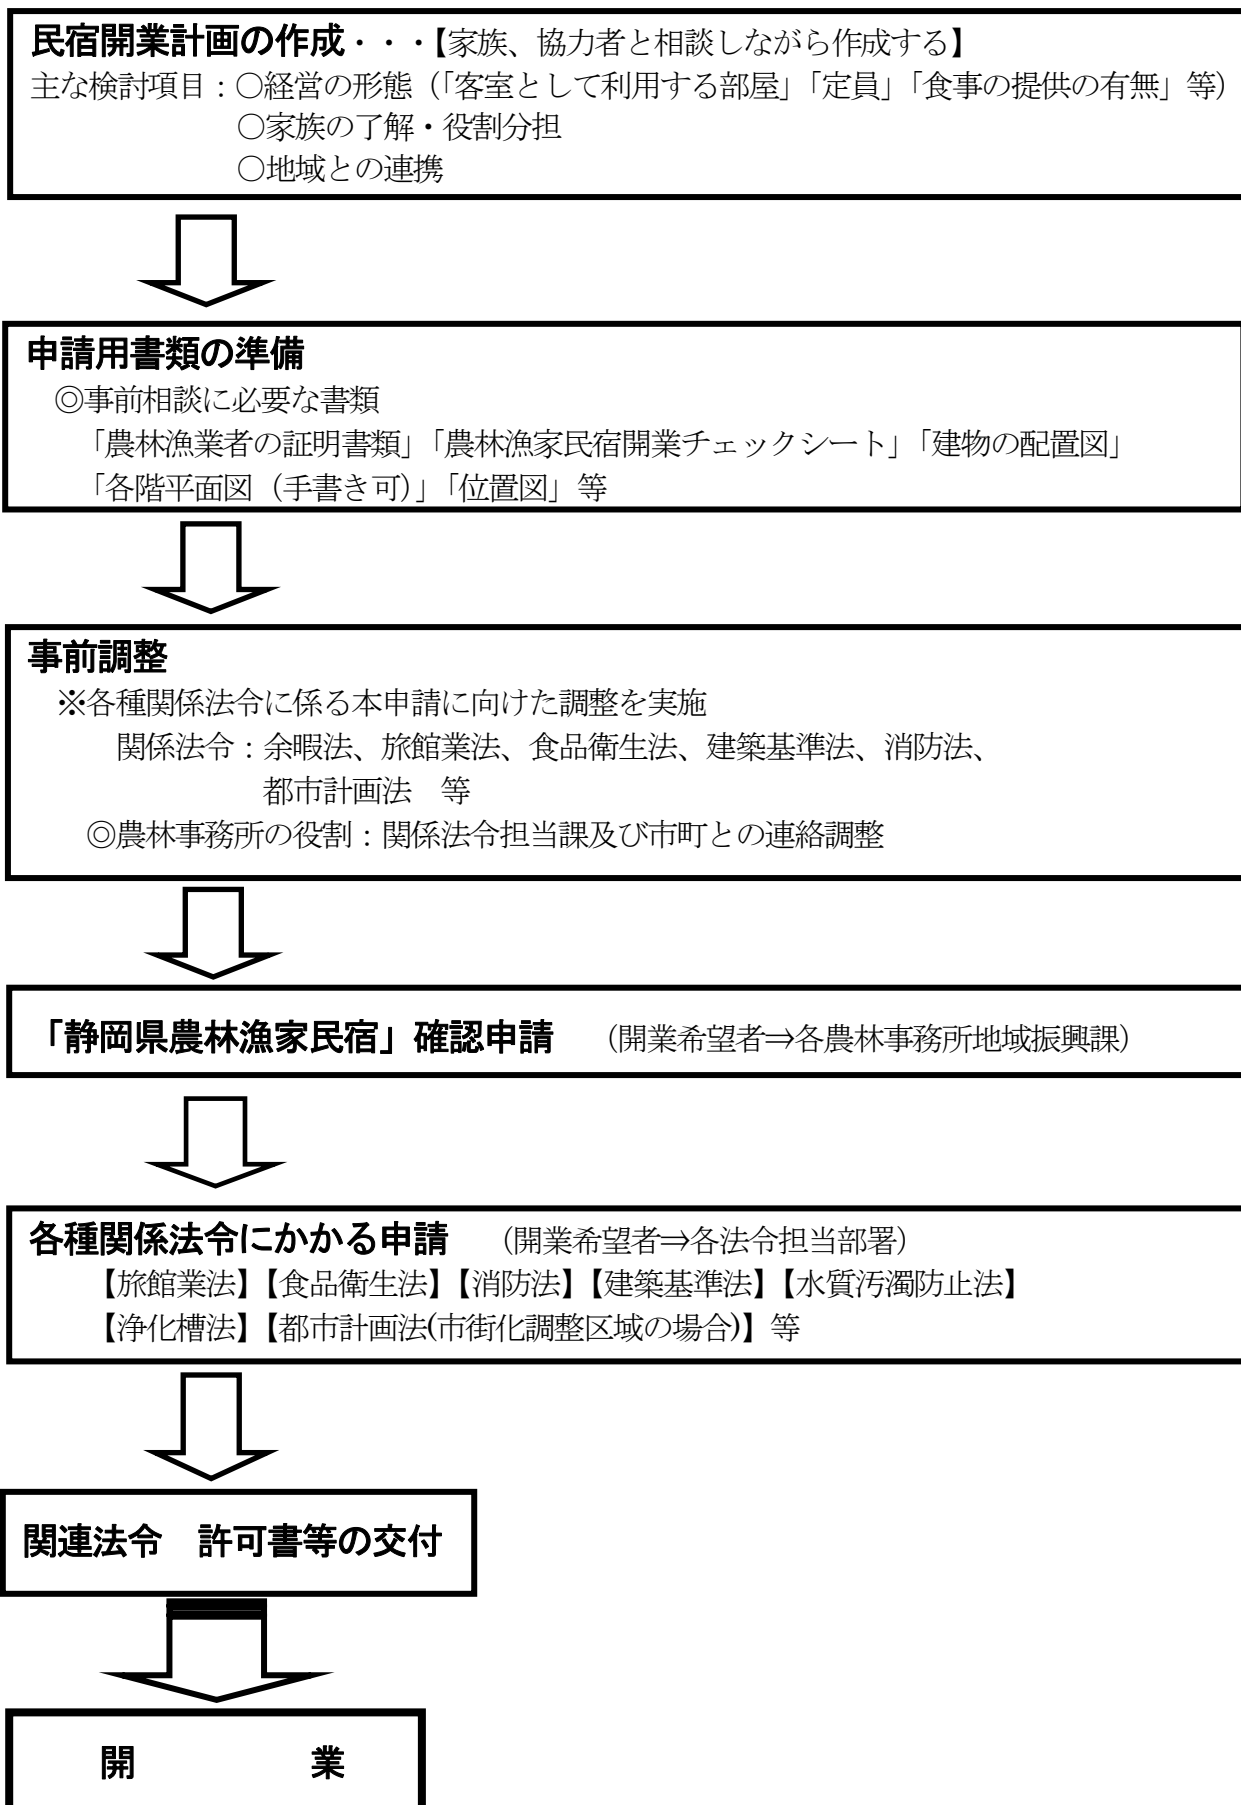 民宿開業計画の作成・・・【家族、協力者と相談しながら作成する】
主な検討項目：○経営の形態（「客室として利用する部屋」「定員」「食事の提供の有無」等）
○家族の了解・役割分担
○地域との連携
申請用書類の準備
◎事前相談に必要な書類
「農林漁業者の証明書類」「農林漁家民宿開業チェックシート」「建物の配置図」
「各階平面図（手書き可）」「位置図」等
事前調整
※各種関係法令に係る本申請に向けた調整を実施
関係法令：余暇法、旅館業法、食品衛生法、建築基準法、消防法、
都市計画法　等
◎農林事務所の役割：関係法令担当課及び市町との連絡調整
「静岡県農林漁家民宿」確認申請　（開業希望者⇒各農林事務所地域振興課）
各種関係法令にかかる申請　（開業希望者⇒各法令担当部署）
【旅館業法】【食品衛生法】【消防法】【建築基準法】【水質汚濁防止法】
【浄化槽法】【都市計画法(市街化調整区域の場合)】等
関連法令　許可書等の交付
開　　　　業